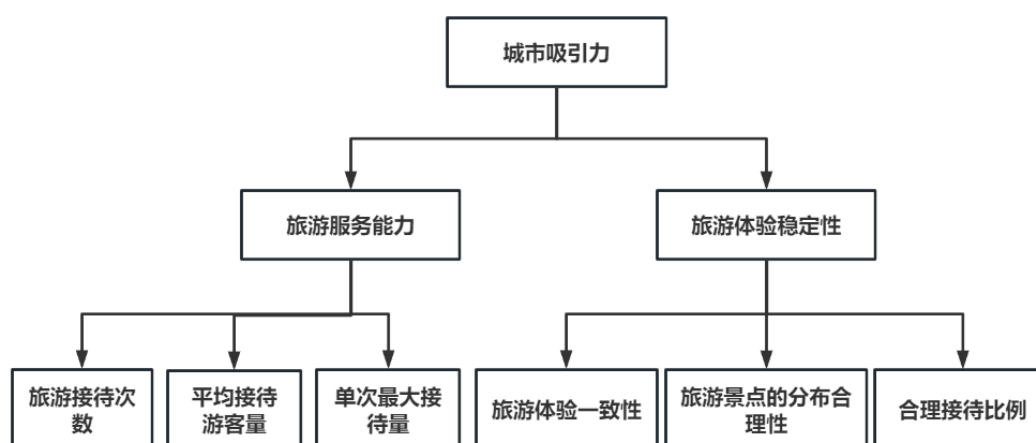 城市吸引力
旅游服务能力
旅游体验稳定性
旅游接待次
数
平均接待
游客量
单次最大接
待量
旅游体验一致性
旅游景点的分布合
理性
合理接待比例